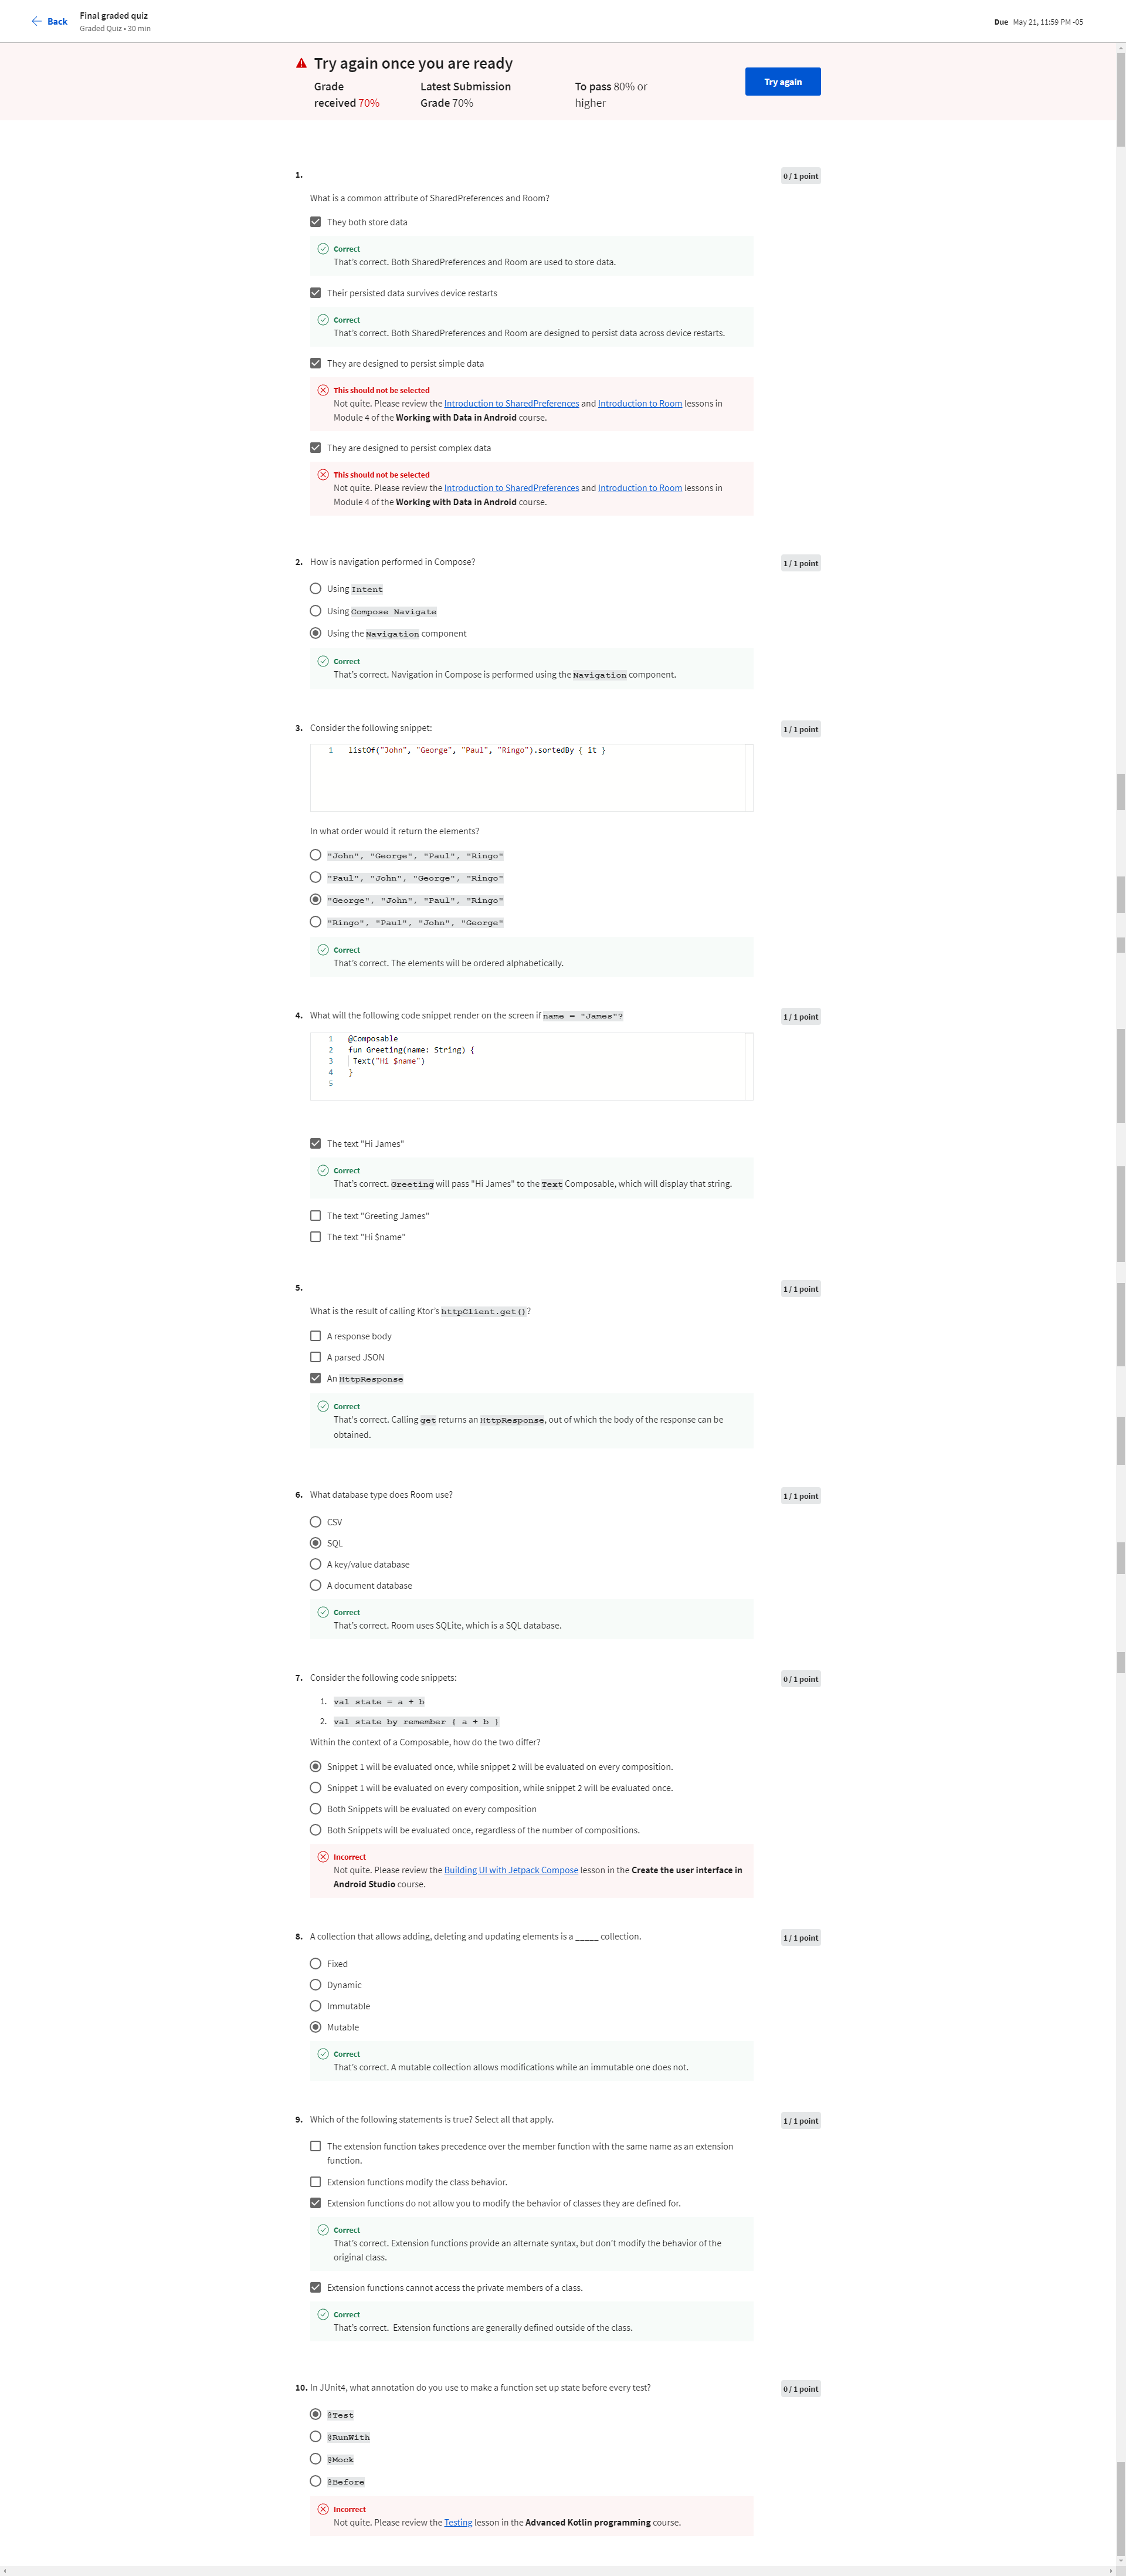 Back
Final graded quiz
Graded Quiz • 30 min
Due May 21, 11:59 PM -05
Try again once you are ready
Grade
received 70%
Latest Submission
Grade 70%
To pass 80% or
higher
Try again
1.
0 / 1 point
What is a common attribute of SharedPreferences and Room?
They both store data
Correct
That's correct. Both SharedPreferences and Room are used to store data.
Their persisted data survives device restarts
Correct
That's correct. Both SharedPreferences and Room are designed to persist data across device restarts.
They are designed to persist simple data
This should not be selected
Not quite. Please review the Introduction to SharedPreferences and Introduction to Room lessons in
Module 4 of the Working with Data in Android course.
They are designed to persist complex data
This should not be selected
Not quite. Please review the Introduction to SharedPreferences and Introduction to Room lessons in
Module 4 of the Working with Data in Android course.
2. How is navigation performed in Compose?
1 / 1 point
Using Intent
Using Compose Navigate
Using the Navigation component
Correct
That's correct. Navigation in Compose is performed using the Navigation component.
3. Consider the following snippet:
1 / 1 point
1 listOf("John", "George", "Paul", "Ringo").sortedBy { it }
In what order would it return the elements?
"John", "George", "Paul", "Ringo"
"Paul", "John", "George", "Ringo"
"George", "John", "Paul", "Ringo"
"Ringo", "Paul", "John", "George"
Correct
That's correct. The elements will be ordered alphabetically.
4. What will the following code snippet render on the screen if name = "James"?
1 / 1 point
1 @Composable
2 fun Greeting(name: String) {
3 Text("Hi $name")
4 }
5
The text "Hi James"
Correct
That's correct. Greeting will pass "Hi James" to the Text Composable, which will display that string.
The text "Greeting James"
The text "Hi $name"
5.
1 / 1 point
What is the result of calling Ktor's httpClient.get()?
A response body
A parsed JSON
An HttpResponse
Correct
That's correct. Calling get returns an HttpResponse, out of which the body of the response can be
obtained.
6. What database type does Room use?
1 / 1 point
CSV
SQL
A key/value database
A document database
Correct
That's correct. Room uses SQLite, which is a SQL database.
7. Consider the following code snippets:
0 / 1 point
1. val state = a + b
2. val state by remember { a + b }
Within the context of a Composable, how do the two differ?
Snippet 1 will be evaluated once, while snippet 2 will be evaluated on every composition.
Snippet 1 will be evaluated on every composition, while snippet 2 will be evaluated once.
Both Snippets will be evaluated on every composition
Both Snippets will be evaluated once, regardless of the number of compositions.
Incorrect
Not quite. Please review the Building UI with Jetpack Compose lesson in the Create the user interface in
Android Studio course.
8. A collection that allows adding, deleting and updating elements is a _____ collection.
1 / 1 point
Fixed
Dynamic
Immutable
Mutable
Correct
That's correct. A mutable collection allows modifications while an immutable one does not.
9. Which of the following statements is true? Select all that apply.
1 / 1 point
The extension function takes precedence over the member function with the same name as an extension
function.
Extension functions modify the class behavior.
Extension functions do not allow you to modify the behavior of classes they are defined for.
Correct
That's correct. Extension functions provide an alternate syntax, but don't modify the behavior of the
original class.
Extension functions cannot access the private members of a class.
Correct
That's correct. Extension functions are generally defined outside of the class.
10. In JUnit4, what annotation do you use to make a function set up state before every test?
0 / 1 point
@Test
@RunWith
@Mock
@Before
Incorrect
Not quite. Please review the Testing lesson in the Advanced Kotlin programming course.